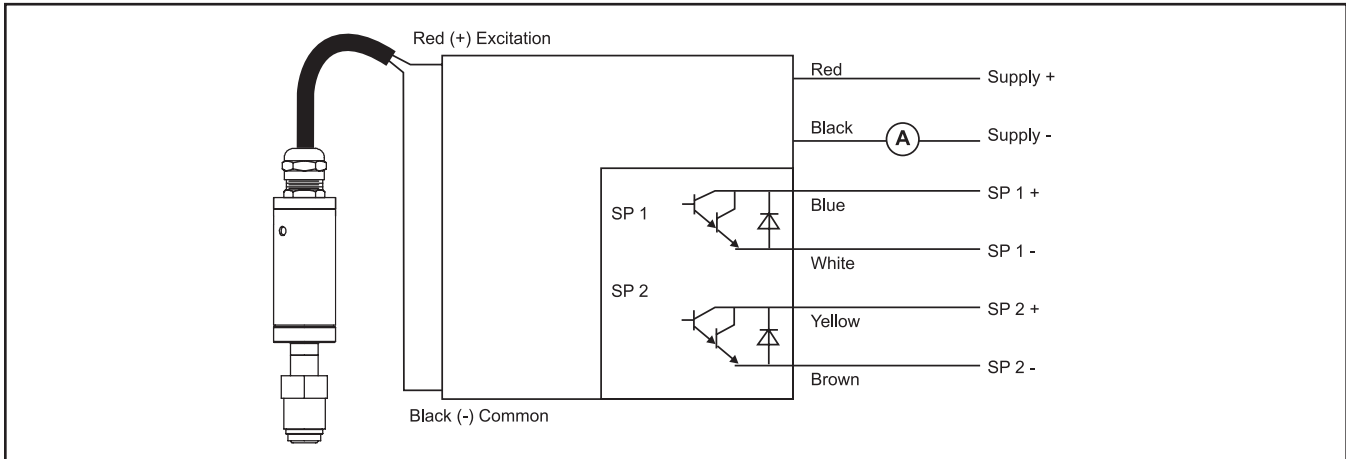 Red (+) Excitation
Red
Supply +
Black
A
Supply -
SP 1
Blue
SP 1 +
White
SP 1 -
SP 2
Yellow
SP 2 +
Brown
SP 2 -
Black (-) Common